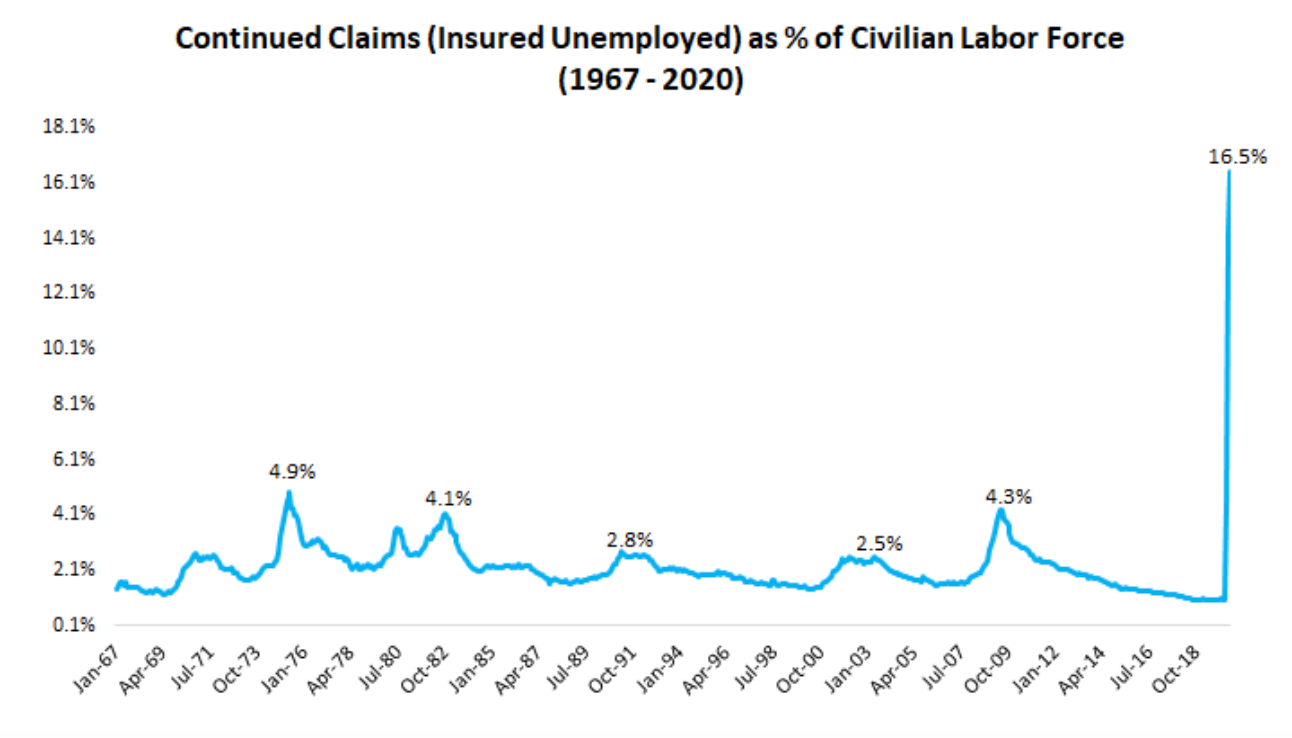 Continued Claims (Insured Unemployed) as % of Civilian Labor Force
(1967 - 2020)
18.1%
16.1%
14.1%
12.1%
10.1%
8.1%
6.1%
4.1%
2.1%
0.1%
4.9%
4.1%
2.8%
2.5%
4.3%
16.5%
Jan-67
Apr-69
Jul-71
Oct-73
Jan-76
Apr-78
Jul-80
Oct-82
Jan-85
Apr-87
Jul-89
Oct-91
Jan-94
Apr-96
Jul-98
Oct-00
Jan-03
Apr-05
Jul-07
Oct-09
Jan-12
Apr-14
Jul-16
Oct-18